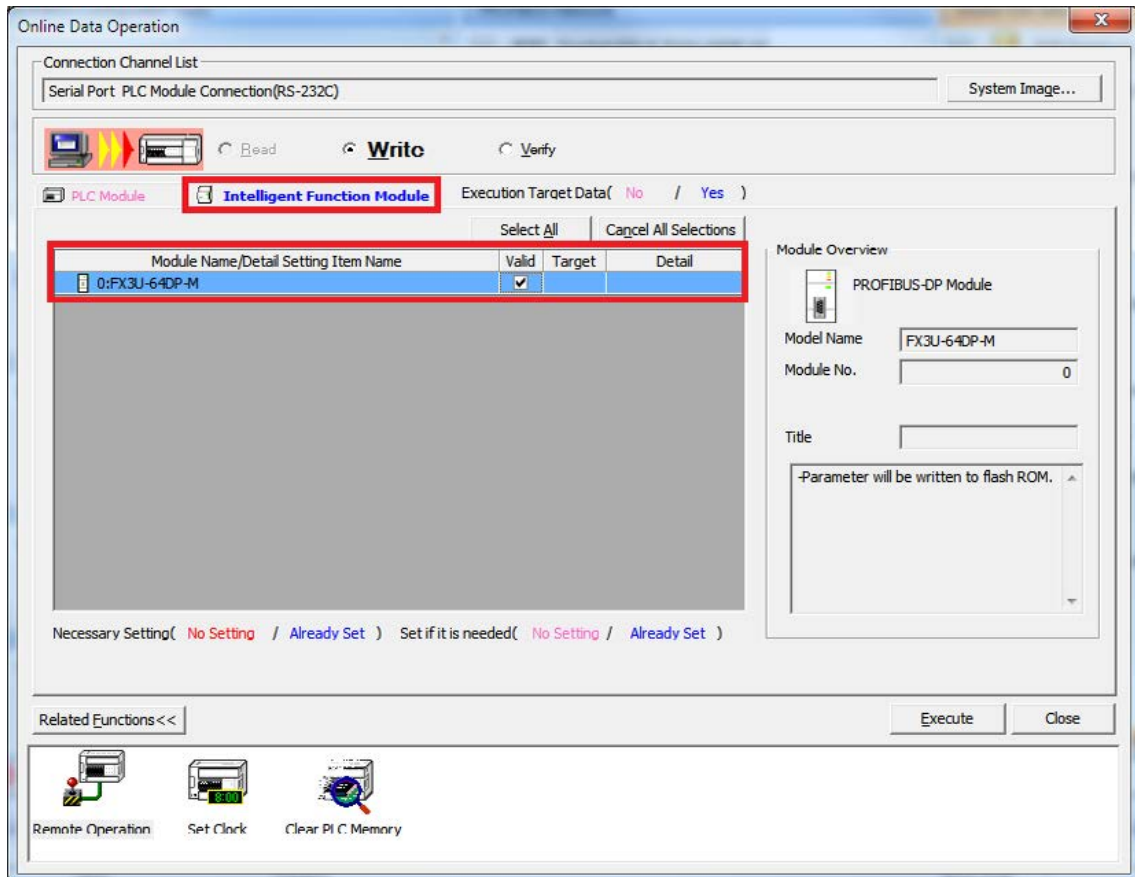 Online Data Operation
Connection Channel List
Serial Port PLC Module Connection(RS-232C)
System Image...
Read
Write
Verify
PLC Module
Intelligent Function Module
Execution Target Data( No / Yes )
Select All
Cancel All Selections
Module Name/Detail Setting Item Name Valid Target Detail
0:FX3U-64DP-M
Module Overview
PROFIBUS-DP Module
Model Name FX3U-64DP-M
Module No. 0
Title
-Parameter will be written to flash ROM.
Necessary Setting( No Setting / Already Set ) Set if it is needed( No Setting / Already Set )
Related Functions<<
Execute
Close
8:00
Remote Operation
Set Clock
Clear PLC Memory